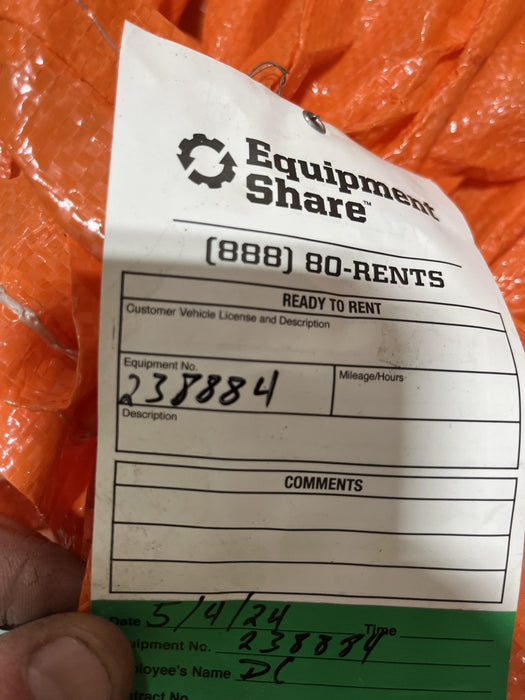 Equipment
Share™
(888) 80-RENTS
READY TO RENT
Customer Vehicle License and Description
Equipment No. Mileage/Hours
238884
Description
COMMENTS
Date 5/4/24 Time
uipment No. 238884
ployee's Name DC
tract No.